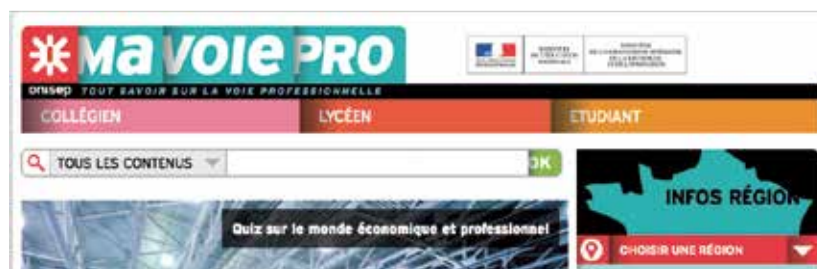 Ma VOIE PRO
onisep TOUT SAVOIR SUR LA VOIE PROFESSIONNELLE
COLLÉGIEN LYCÉEN ETUDIANT
TOUS LES CONTENUS OK
INFOS RÉGION
Quiz sur le monde économique et professionnel
CHOISIR UNE RÉGION